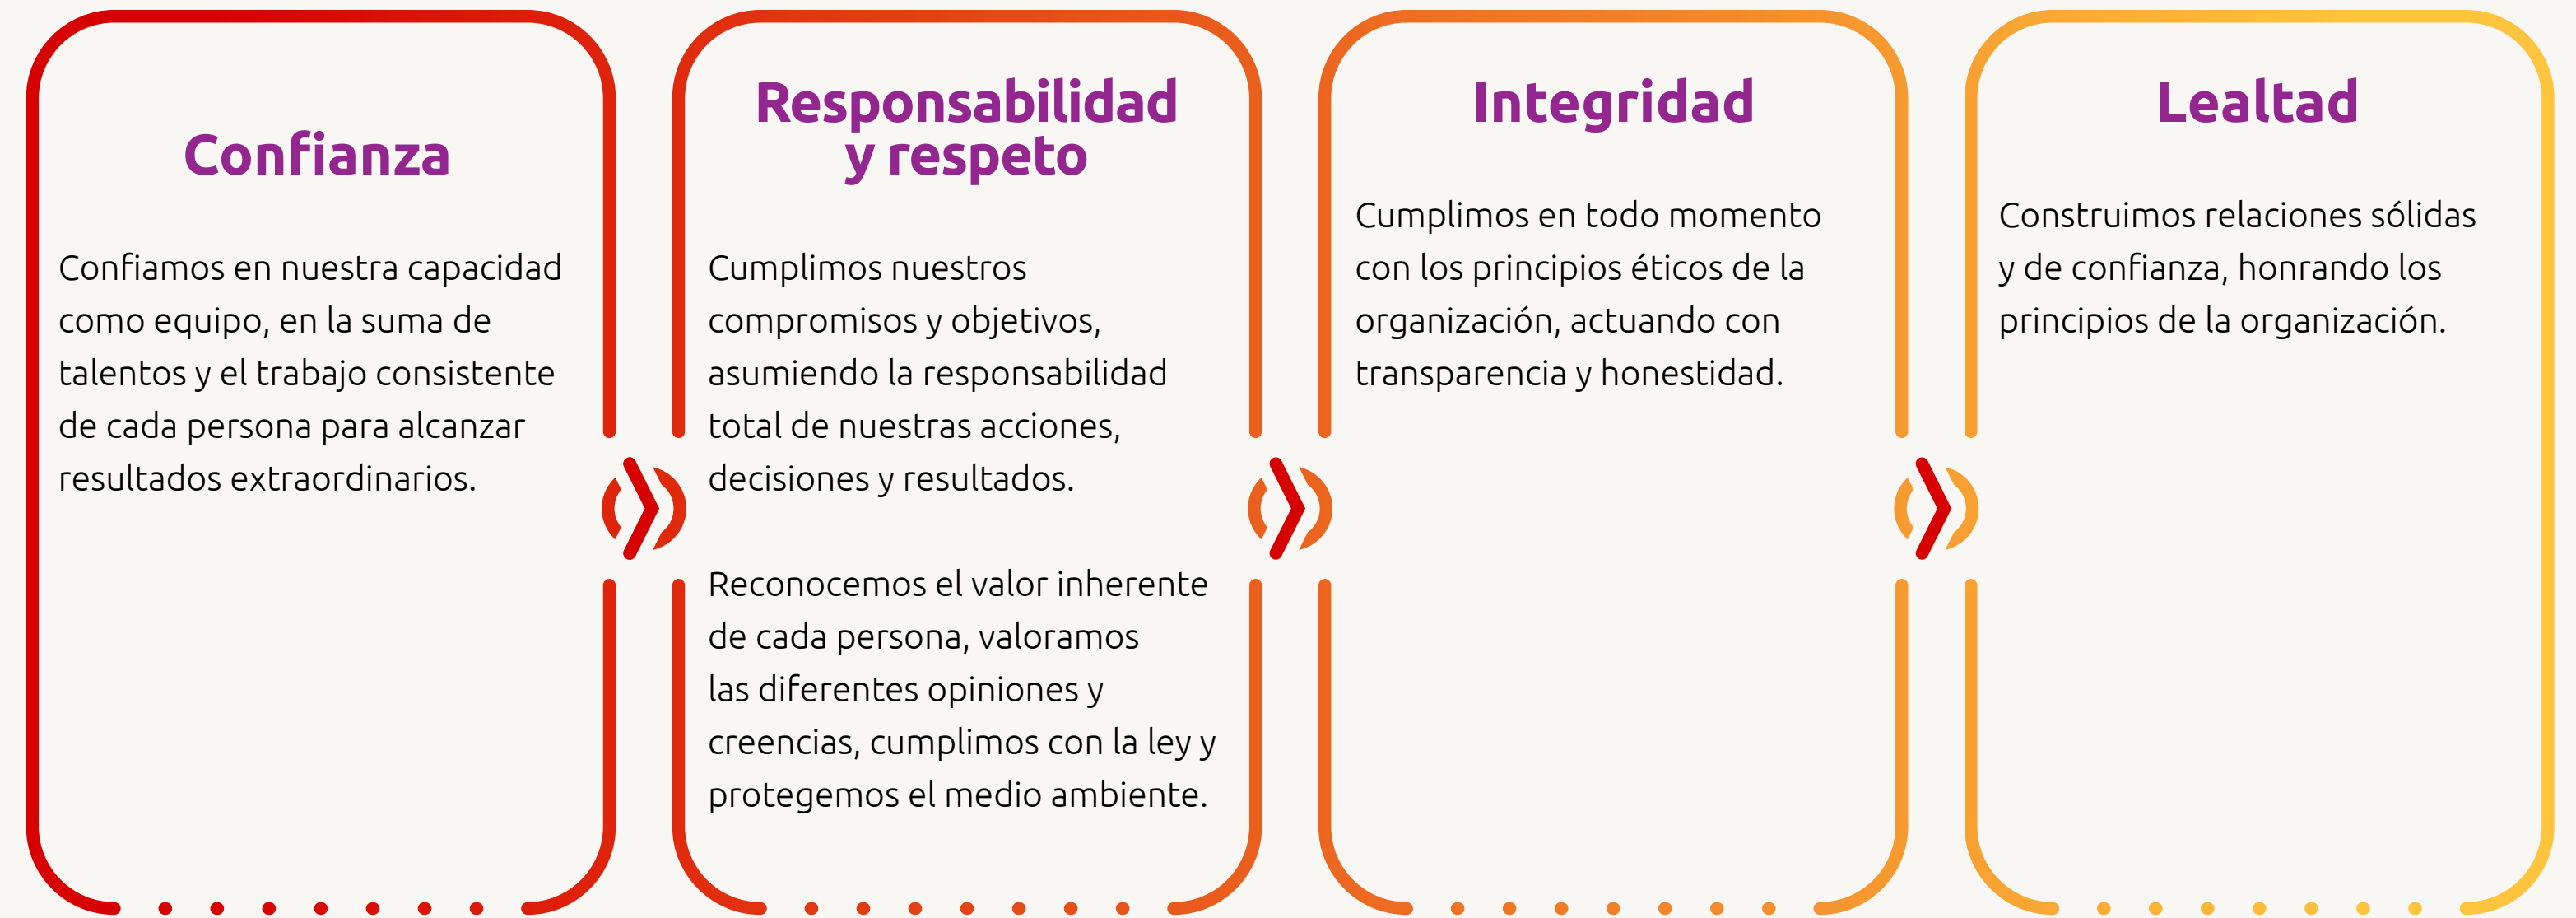 Confianza
Confiamos en nuestra capacidad
como equipo, en la suma de
talentos y el trabajo consistente
de cada persona para alcanzar
resultados extraordinarios.
Responsabilidad
y respeto
Cumplimos nuestros
compromisos y objetivos,
asumiendo la responsabilidad
total de nuestras acciones,
decisiones y resultados.
Reconocemos el valor inherente
de cada persona, valoramos
las diferentes opiniones y
creencias, cumplimos con la ley y
protegemos el medio ambiente.
Integridad
Cumplimos en todo momento
con los principios éticos de la
organización, actuando con
transparencia y honestidad.
Lealtad
Construimos relaciones sólidas
y de confianza, honrando los
principios de la organización.